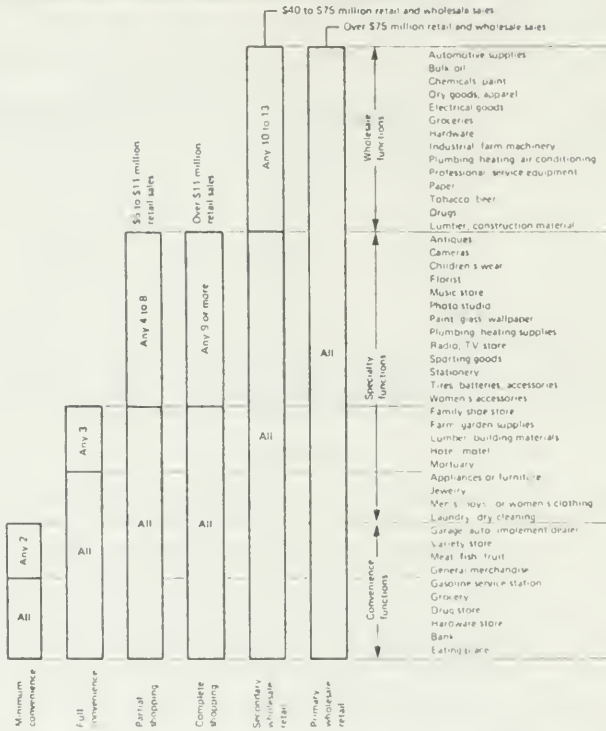 $40 to $75 million retail and wholesale sales
Over $75 million retail and wholesale sales
$5 to $11 million
retail sales
Over $11 million
retail sales
Any 10 to 13
Any 4 to 8
Any 9 or more
All
All
Any 3
All
All
All
Any 2
All
Wholesale
functions
Specialty
functions
Convenience
functions
Automotive supplies
Bulk oil
Chemicals paint
Dry goods, apparel
Electrical goods
Groceries
Hardware
Industrial farm machinery
Plumbing heating air conditioning
Professional service equipment
Paper
Tobacco beer
Drugs
Lumber, construction material
Antiques
Cameras
Children s wear
Florist
Music store
Photo studio
Paint glass wallpaper
Plumbing heating supplies
Radio, TV store
Sporting goods
Stationery
Tires batteries, accessories
Women s accessories
Family shoe store
Farm garden supplies
Lumber building materials
Hotel motel
Mortuary
Appliances or furniture
Jewelry
Men s boys or women s clothing
Laundry dry cleaning
Garage auto implement dealer
Variety store
Meat fish fruit
General merchandise
Gasoline service station
Grocery
Drug store
Hardware store
Bank
Eating place
Minimum
convenience
Full
convenience
Partial
shopping
Complete
shopping
Secondary
wholesale
retail
Primary
wholesale
retail